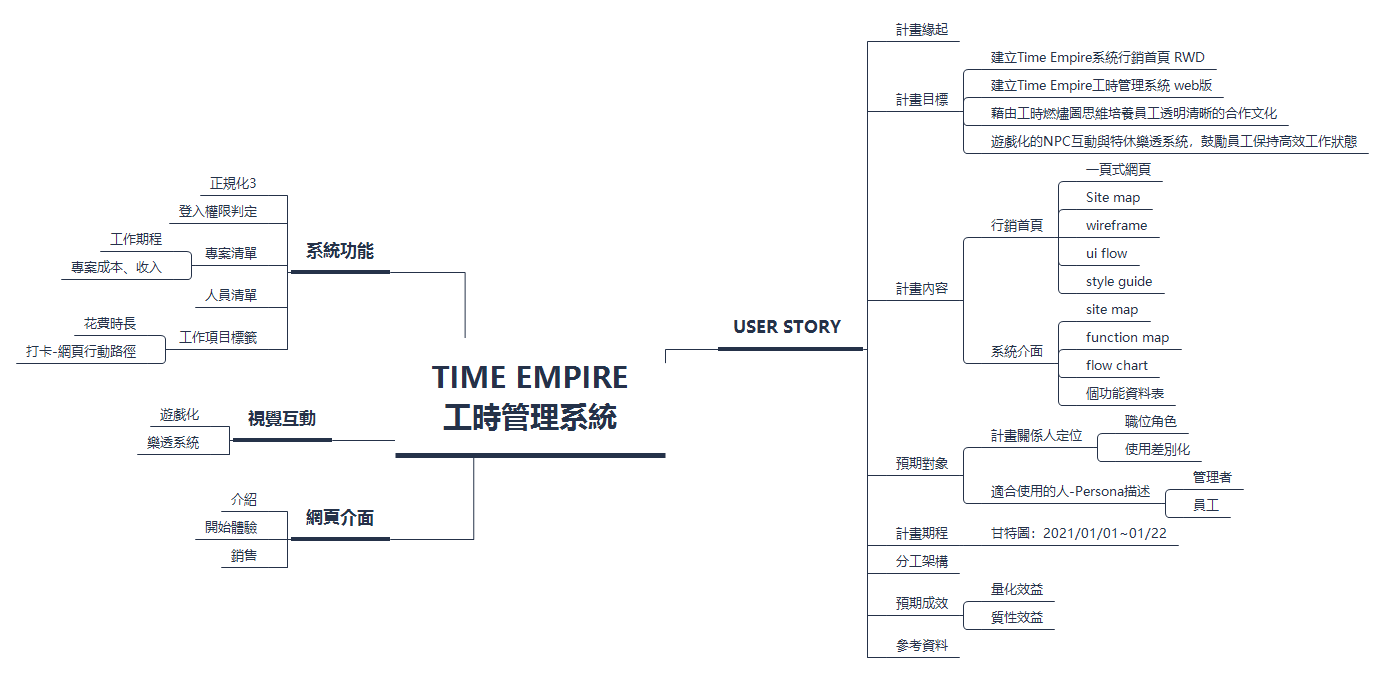 TIME EMPIRE
工時管理系統
USER STORY
計畫緣起
計畫目標
建立Time Empire系統行銷首頁 RWD
建立Time Empire工時管理系統 web版
藉由工時燃燼圖思維培養員工透明清晰的合作文化
遊戲化的NPC互動與特休樂透系統，鼓勵員工保持高效工作狀態
計畫內容
行銷首頁
一頁式網頁
Site map
wireframe
ui flow
style guide
系統介面
site map
function map
flow chart
個功能資料表
預期對象
計畫關係人定位
職位角色
使用差別化
適合使用的人-Persona描述
管理者
員工
計畫期程
甘特圖：2021/01/01~01/22
分工架構
預期成效
量化效益
質性效益
參考資料
系統功能
正規化3
登入權限判定
專案清單
工作期程
專案成本、收入
人員清單
工作項目標籤
花費時長
打卡-網頁行動路徑
視覺互動
遊戲化
樂透系統
網頁介面
介紹
開始體驗
銷售